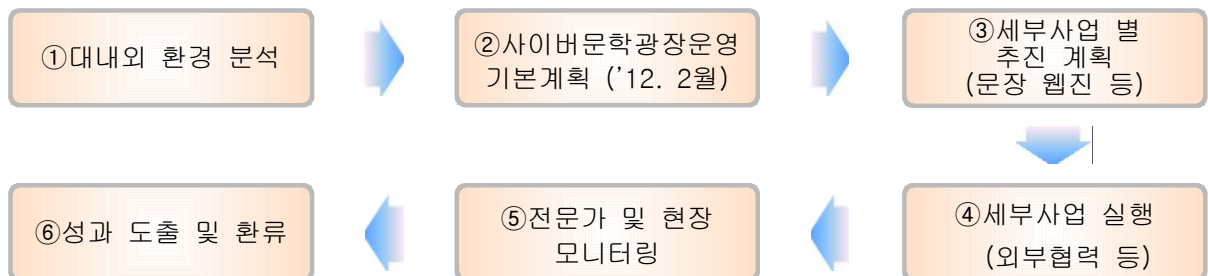 ①대내외 환경 분석
②사이버문학광장운영
기본계획 (’12. 2월)
③세부사업 별
추진 계획
(문장 웹진 등)
④세부사업 실행
(외부협력 등)
⑤전문가 및 현장
모니터링
⑥성과 도출 및 환류